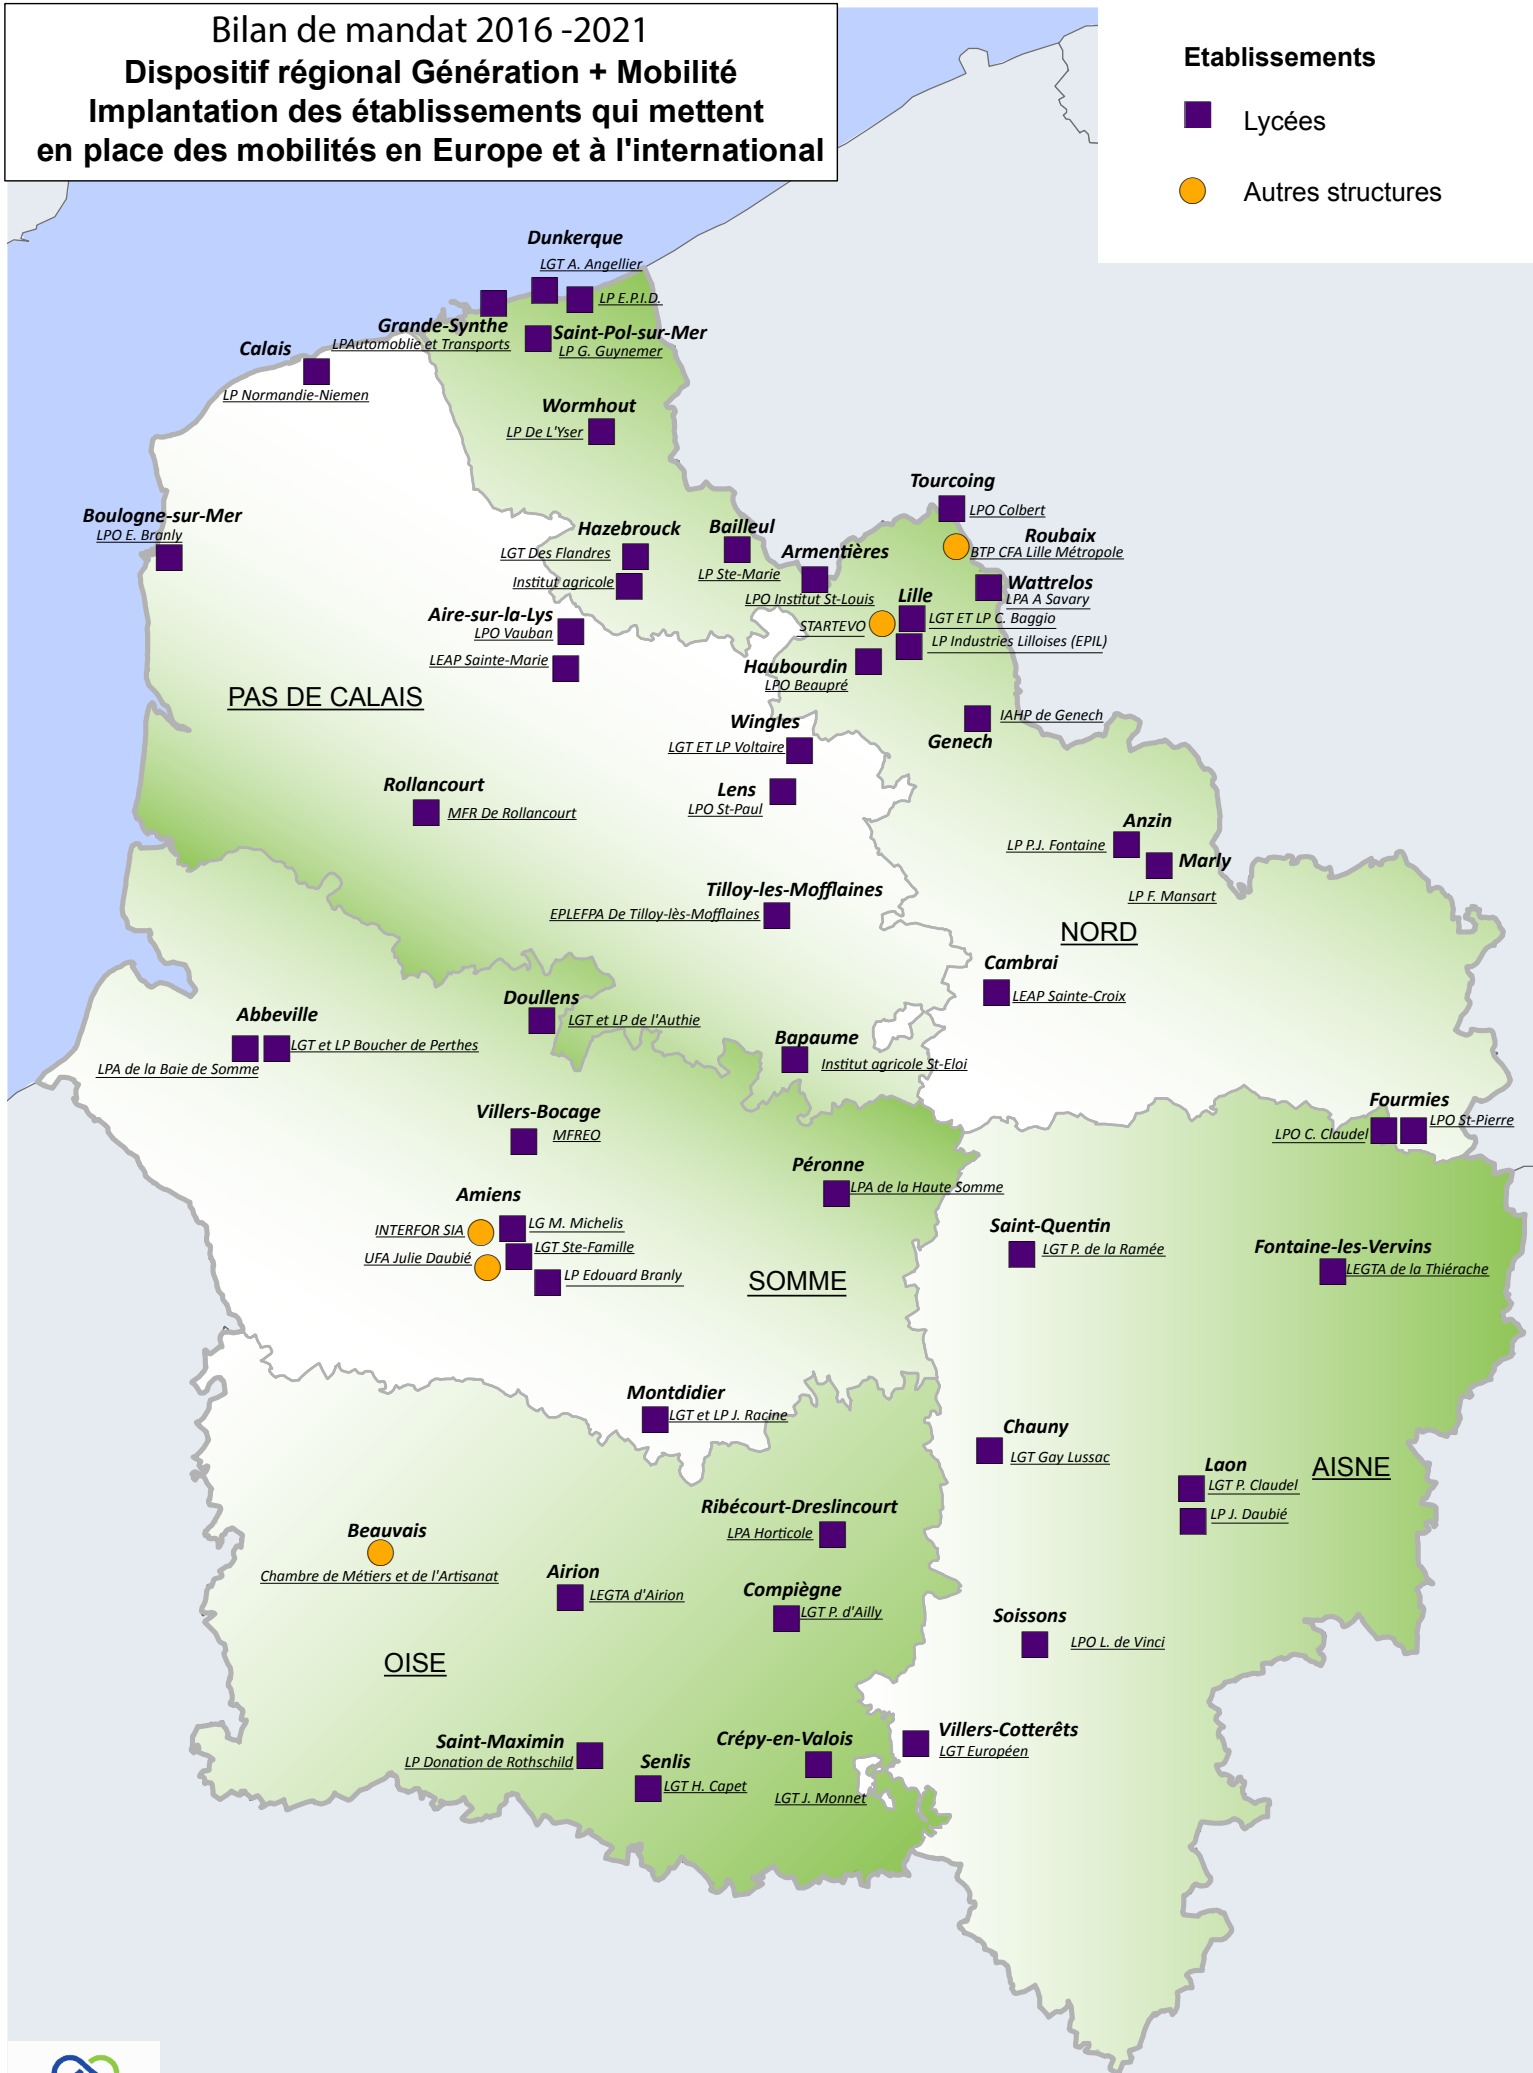 Bilan de mandat 2016 -2021
Dispositif régional Génération + Mobilité
Implantation des établissements qui mettent
en place des mobilités en Europe et à l'international
Etablissements
Lycées
Autres structures
Dunkerque
LGT A. Angellier
LP E.P.I.D.
Grande-Synthe
LPAutomoblie et Transports
Saint-Pol-sur-Mer
LP G. Guynemer
Calais
LP Normandie-Niemen
Wormhout
LP De L'Yser
Tourcoing
LPO Colbert
Boulogne-sur-Mer
LPO E. Branly
Hazebrouck
LGT Des Flandres
Institut agricole
Bailleul
LP Ste-Marie
Armentières
LPO Institut St-Louis
Roubaix
BTP CFA Lille Métropole
Wattrelos
LPA A Savary
Lille
LGT ET LP C. Baggio
STARTEVO
LP Industries Lilloises (EPIL)
Aire-sur-la-Lys
LPO Vauban
LEAP Sainte-Marie
Haubourdin
LPO Beaupré
PAS DE CALAIS
IAHP de Genech
Genech
Wingles
LGT ET LP Voltaire
Rollancourt
MFR De Rollancourt
Lens
LPO St-Paul
Anzin
LP P.J. Fontaine
Marly
LP F. Mansart
Tilloy-les-Mofflaines
EPLEFPA De Tilloy-lès-Mofflaines
NORD
Cambrai
LEAP Sainte-Croix
Doullens
LGT et LP de l'Authie
Abbeville
LGT et LP Boucher de Perthes
LPA de la Baie de Somme
Bapaume
Institut agricole St-Eloi
Villers-Bocage
MFREO
Fourmies
LPO St-Pierre
LPO C. Claudel
Péronne
LPA de la Haute Somme
Amiens
INTERFOR SIA
LG M. Michelis
LGT Ste-Famille
UFA Julie Daubié
LP Edouard Branly
Saint-Quentin
LGT P. de la Ramée
Fontaine-les-Vervins
LEGTA de la Thiérache
SOMME
Montdidier
LGT et LP J. Racine
Chauny
LGT Gay Lussac
Laon
LGT P. Claudel
LP J. Daubié
AISNE
Ribécourt-Dreslincourt
LPA Horticole
Beauvais
Chambre de Métiers et de l'Artisanat
Airion
LEGTA d'Airion
Compiègne
LGT P. d'Ailly
Soissons
LPO L. de Vinci
OISE
Saint-Maximin
LP Donation de Rothschild
Senlis
LGT H. Capet
Crépy-en-Valois
LGT J. Monnet
Villers-Cotterêts
LGT Européen